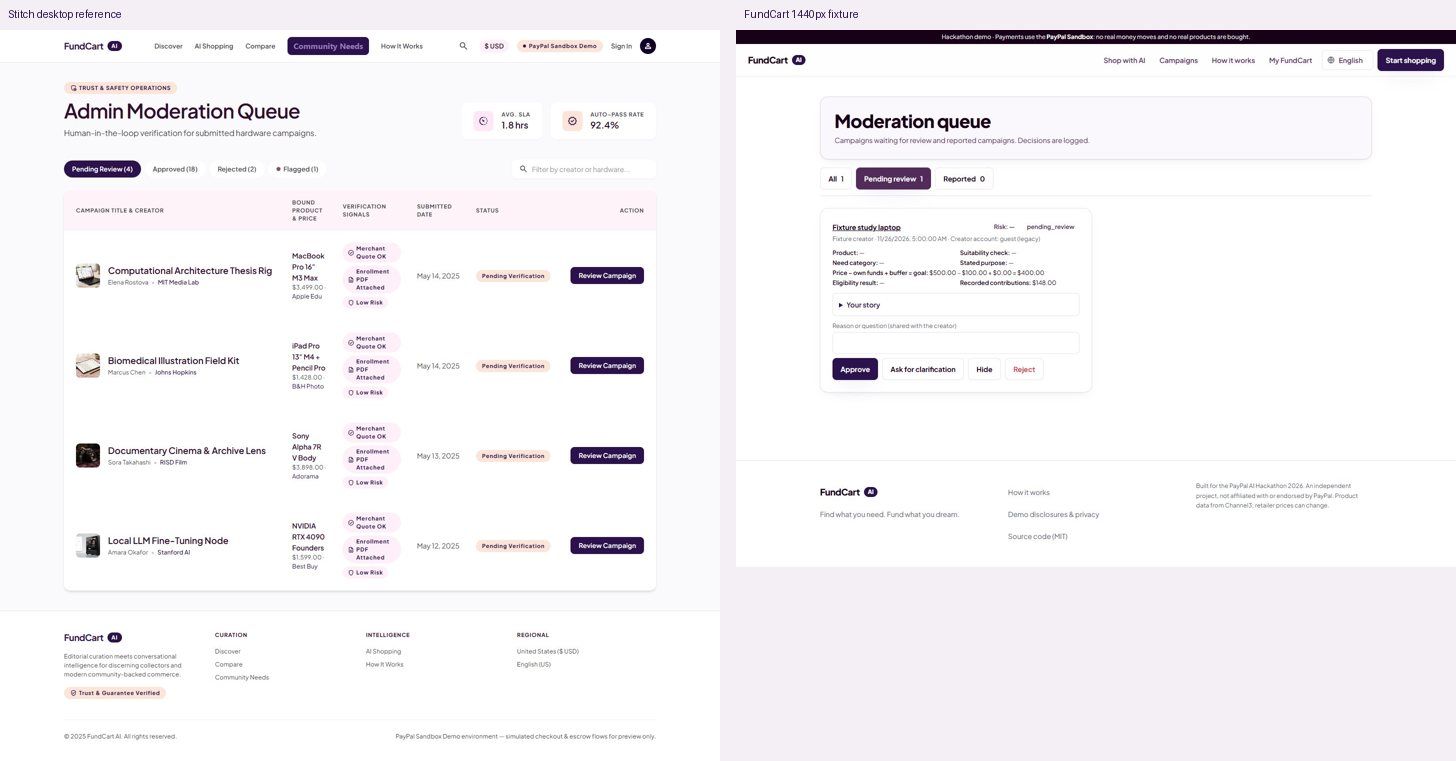 Stitch desktop reference
FundCart AI
Discover
AI Shopping
Compare
Community Needs
How It Works
$ USD
PayPal Sandbox Demo
Sign In
TRUST & SAFETY OPERATIONS
Admin Moderation Queue
Human-in-the-loop verification for submitted hardware campaigns.
AVG. SLA
1.8 hrs
AUTO-PASS RATE
92.4%
Pending Review (4)
Approved (18)
Rejected (2)
Flagged (1)
Filter by creator or hardware...
CAMPAIGN TITLE & CREATOR
BOUND
PRODUCT
& PRICE
VERIFICATION
SIGNALS
SUBMITTED
DATE
STATUS
ACTION
Computational Architecture Thesis Rig
Elena Rostova • MIT Media Lab
MacBook
Pro 16"
M3 Max
$3,499.00 ·
Apple Edu
Merchant
Quote OK
Enrollment
PDF
Attached
Low Risk
May 14, 2025
Pending Verification
Review Campaign
Biomedical Illustration Field Kit
Marcus Chen • Johns Hopkins
iPad Pro
13" M4 +
Pencil Pro
$1,428.00 ·
B&H Photo
Merchant
Quote OK
Enrollment
PDF
Attached
Low Risk
May 14, 2025
Pending Verification
Review Campaign
Documentary Cinema & Archive Lens
Sora Takahashi • RISD Film
Sony
Alpha 7R
V Body
$3,898.00 ·
Adorama
Merchant
Quote OK
Enrollment
PDF
Attached
Low Risk
May 13, 2025
Pending Verification
Review Campaign
Local LLM Fine-Tuning Node
Amara Okafor • Stanford AI
NVIDIA
RTX 4090
Founders
$1,599.00 ·
Best Buy
Merchant
Quote OK
Enrollment
PDF
Attached
Low Risk
May 12, 2025
Pending Verification
Review Campaign
FundCart AI
Editorial curation meets conversational
intelligence for discerning collectors and
modern community-backed commerce.
Trust & Guarantee Verified
CURATION
Discover
Compare
Community Needs
INTELLIGENCE
AI Shopping
How It Works
REGIONAL
United States ($ USD)
English (US)
© 2025 FundCart AI. All rights reserved.
PayPal Sandbox Demo environment — simulated checkout & escrow flows for preview only.
FundCart 1440px fixture
Hackathon demo · Payments use the PayPal Sandbox: no real money moves and no real products are bought.
FundCart AI
Shop with AI
Campaigns
How it works
My FundCart
English
Start shopping
Moderation queue
Campaigns waiting for review and reported campaigns. Decisions are logged.
All 1
Pending review 1
Reported 0
Fixture study laptop
Risk: —
pending_review
Fixture creator · 11/26/2026, 5:00:00 AM · Creator account: guest (legacy)
Product: —
Suitability check: —
Need category: —
Stated purpose: —
Price − own funds + buffer = goal: $500.00 − $100.00 + $0.00 = $400.00
Eligibility result: —
Recorded contributions: $148.00
Your story
Reason or question (shared with the creator)
Approve
Ask for clarification
Hide
Reject
FundCart AI
Find what you need. Fund what you dream.
How it works
Demo disclosures & privacy
Source code (MIT)
Built for the PayPal AI Hackathon 2026. An independent
project, not affiliated with or endorsed by PayPal. Product
data from Channel3; retailer prices can change.